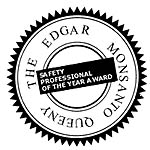 THE EDGAR MONSANTO QUEENY
SAFETY
PROFESSIONAL
OF THE YEAR AWARD